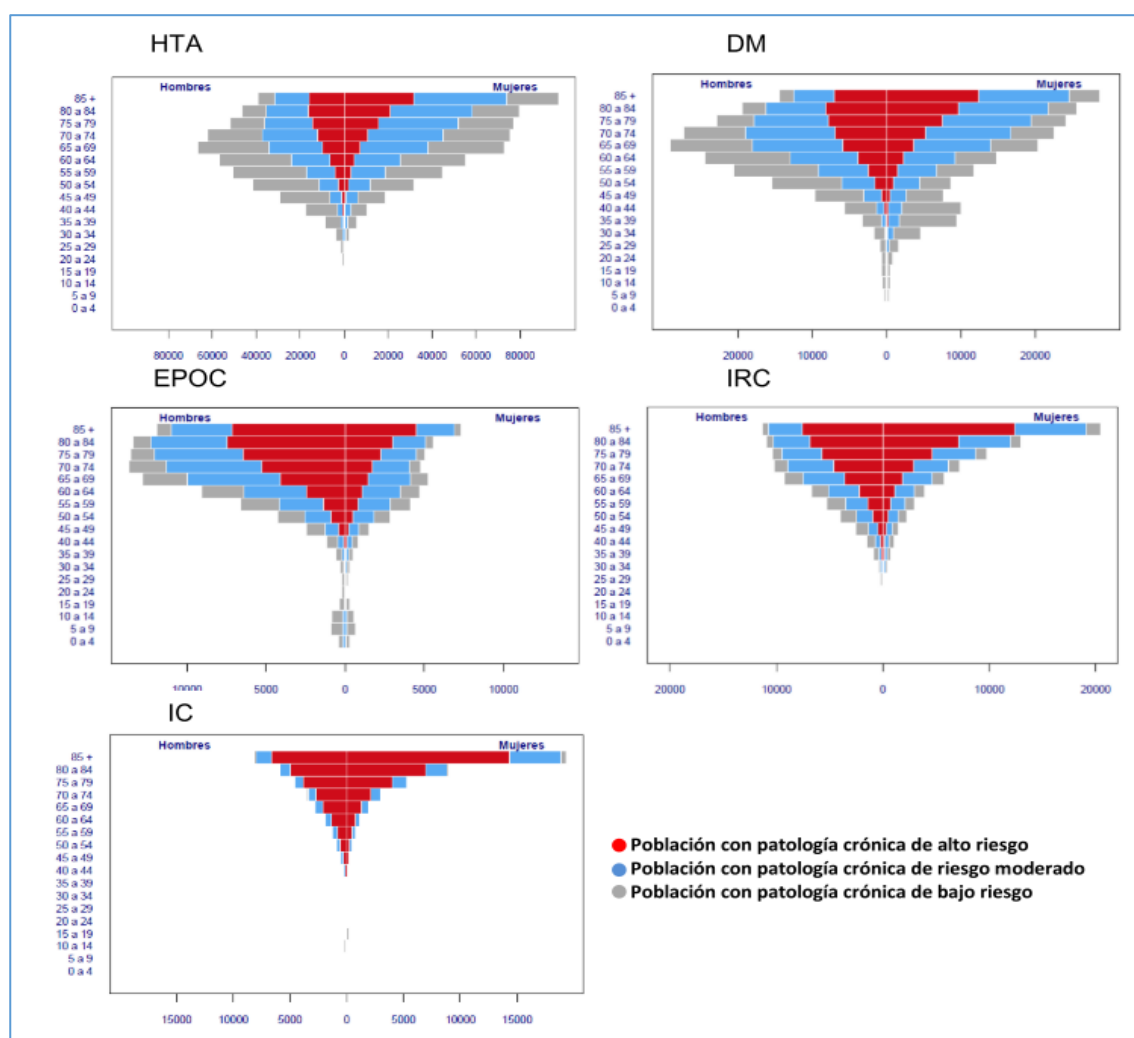 HTA
Hombres Mujeres
85 +
80 a 84
75 a 79
70 a 74
65 a 69
60 a 64
55 a 59
50 a 54
45 a 49
40 a 44
35 a 39
30 a 34
25 a 29
20 a 24
15 a 19
10 a 14
5 a 9
0 a 4
80000 60000 40000 20000 0 20000 40000 60000 80000
DM
Hombres Mujeres
85 +
80 a 84
75 a 79
70 a 74
65 a 69
60 a 64
55 a 59
50 a 54
45 a 49
40 a 44
35 a 39
30 a 34
25 a 29
20 a 24
15 a 19
10 a 14
5 a 9
0 a 4
20000 10000 0 10000 20000
EPOC
Hombres Mujeres
85 +
80 a 84
75 a 79
70 a 74
65 a 69
60 a 64
55 a 59
50 a 54
45 a 49
40 a 44
35 a 39
30 a 34
25 a 29
20 a 24
15 a 19
10 a 14
5 a 9
0 a 4
10000 5000 0 5000 10000
IRC
Hombres Mujeres
85 +
80 a 84
75 a 79
70 a 74
65 a 69
60 a 64
55 a 59
50 a 54
45 a 49
40 a 44
35 a 39
30 a 34
25 a 29
20 a 24
15 a 19
10 a 14
5 a 9
0 a 4
20000 10000 0 10000 20000
IC
Hombres Mujeres
85 +
80 a 84
75 a 79
70 a 74
65 a 69
60 a 64
55 a 59
50 a 54
45 a 49
40 a 44
35 a 39
30 a 34
25 a 29
20 a 24
15 a 19
10 a 14
5 a 9
0 a 4
15000 10000 5000 0 5000 10000 15000
Población con patología crónica de alto riesgo
Población con patología crónica de riesgo moderado
Población con patología crónica de bajo riesgo